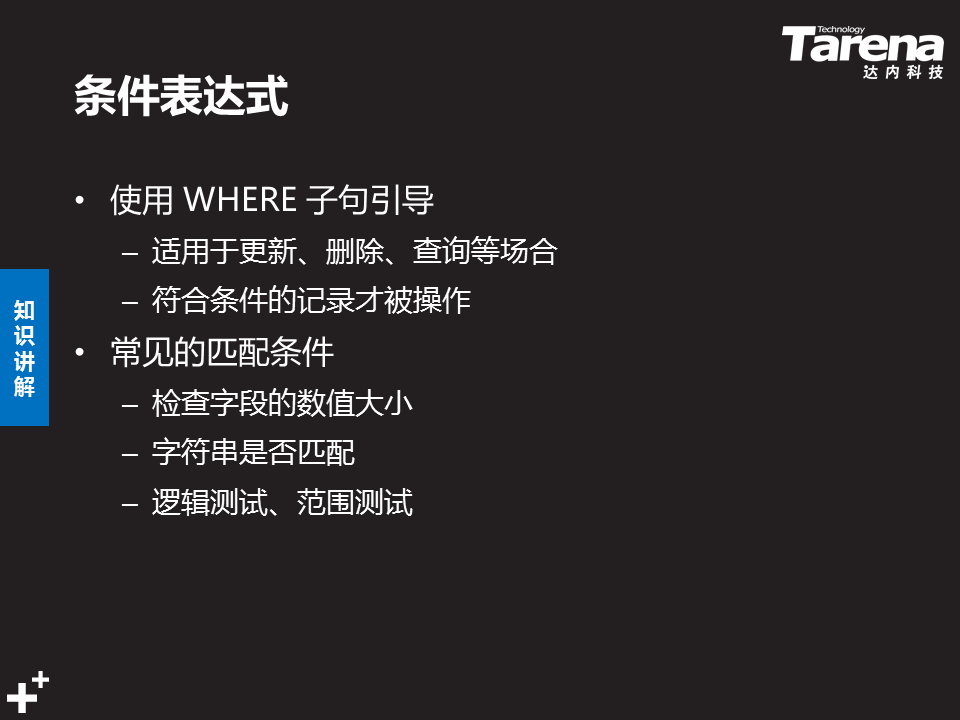 Technology
Tarena
达内科技
条件表达式
• 使用 WHERE 子句引导
– 适用于更新、删除、查询等场合
– 符合条件的记录才被操作
• 常见的匹配条件
– 检查字段的数值大小
– 字符串是否匹配
– 逻辑测试、范围测试
知
识
讲
解